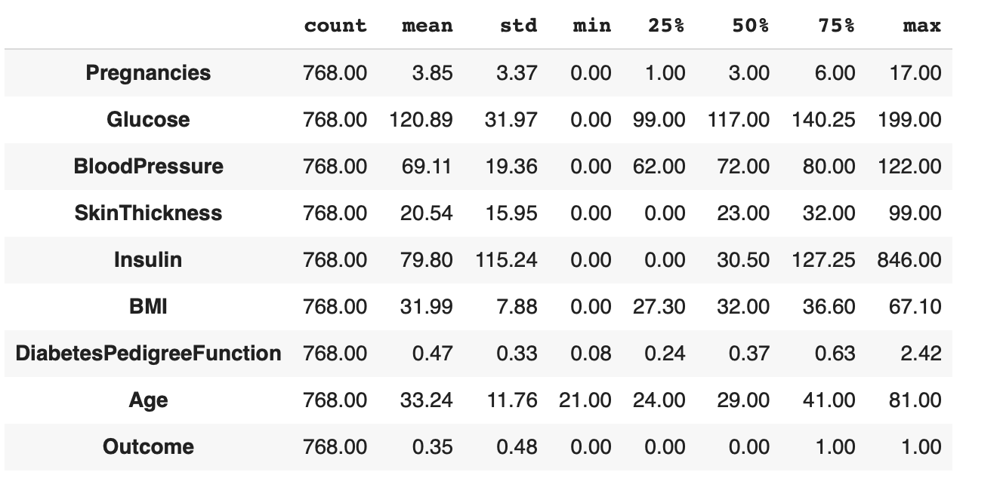 count mean std min 25% 50% 75% max
Pregnancies 768.00 3.85 3.37 0.00 1.00 3.00 6.00 17.00
Glucose 768.00 120.89 31.97 0.00 99.00 117.00 140.25 199.00
BloodPressure 768.00 69.11 19.36 0.00 62.00 72.00 80.00 122.00
SkinThickness 768.00 20.54 15.95 0.00 0.00 23.00 32.00 99.00
Insulin 768.00 79.80 115.24 0.00 0.00 30.50 127.25 846.00
BMI 768.00 31.99 7.88 0.00 27.30 32.00 36.60 67.10
DiabetesPedigreeFunction 768.00 0.47 0.33 0.08 0.24 0.37 0.63 2.42
Age 768.00 33.24 11.76 21.00 24.00 29.00 41.00 81.00
Outcome 768.00 0.35 0.48 0.00 0.00 0.00 1.00 1.00